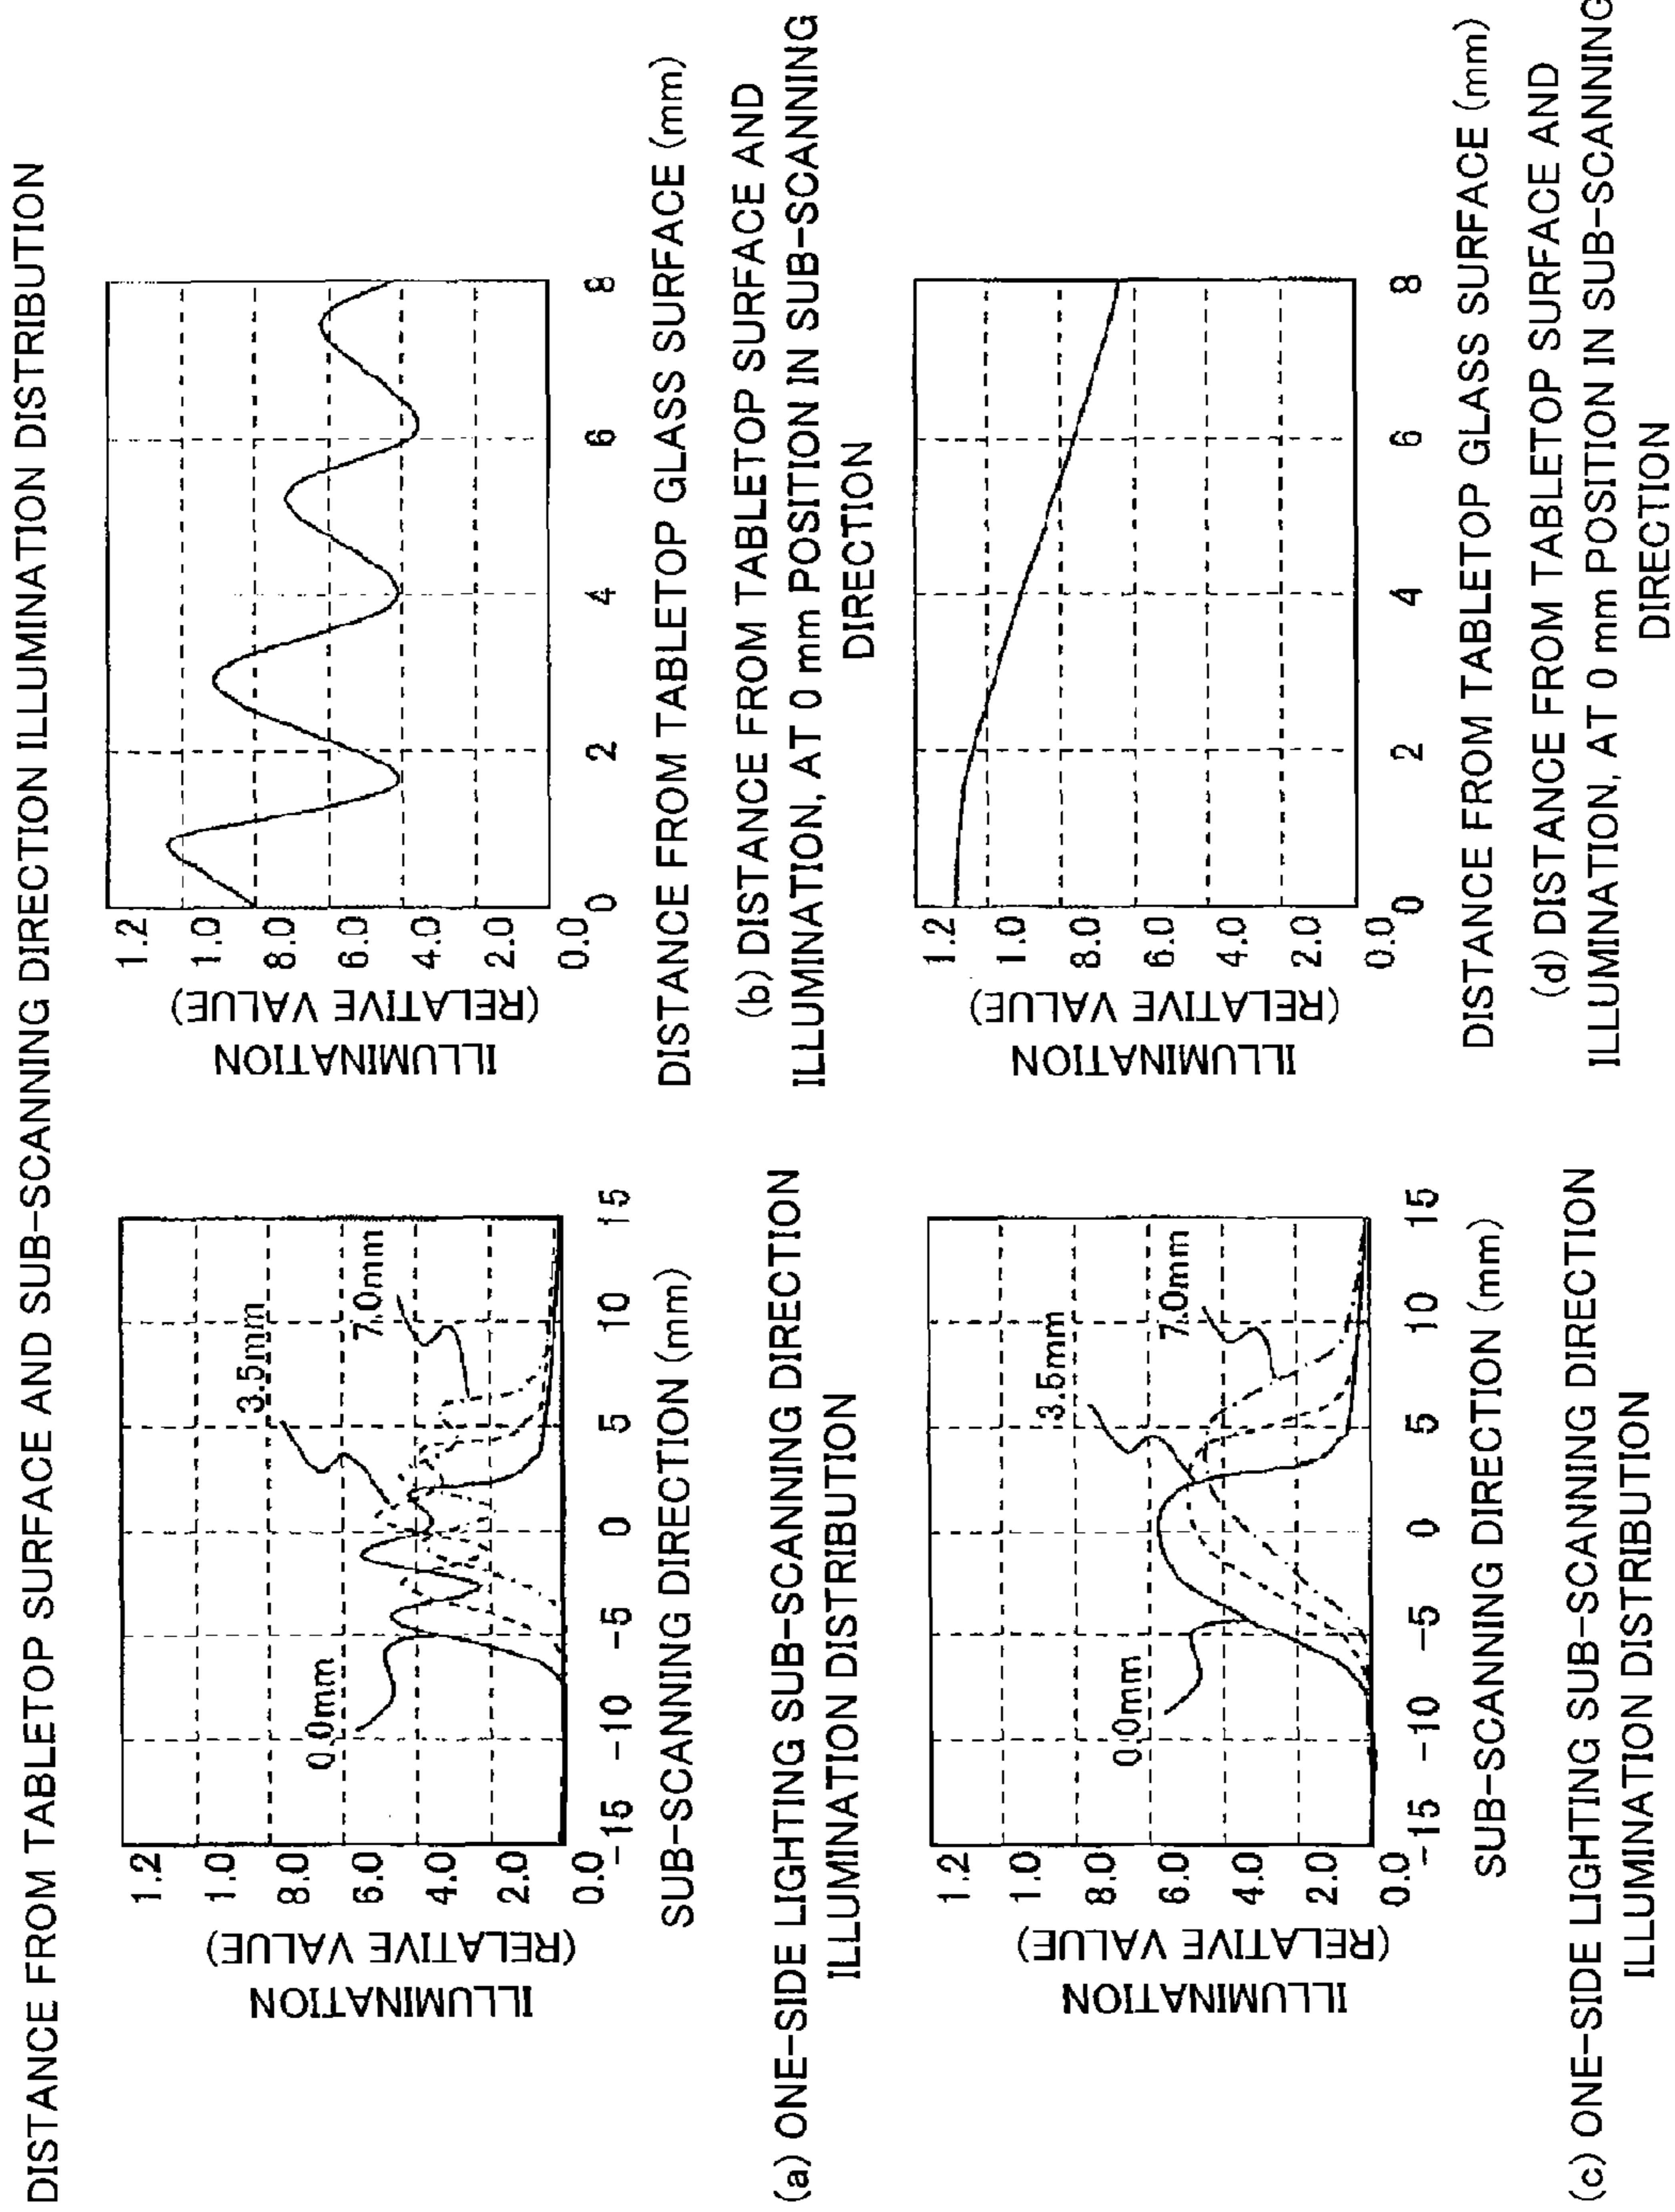 DISTANCE FROM TABLETOP SURFACE AND SUB-SCANNING DIRECTION ILLUMINATION DISTRIBUTION
ILLUMINATION
(RELATIVE VALUE)
1.2
1.0
8.0
6.0
4.0
2.0
0.0
0.0mm
3.5mm
7.0mm
-15 -10 -5 0 5 10 15
SUB-SCANNING DIRECTION (mm)
(a) ONE-SIDE LIGHTING SUB-SCANNING DIRECTION
ILLUMINATION DISTRIBUTION
ILLUMINATION
(RELATIVE VALUE)
1.2
1.0
8.0
6.0
4.0
2.0
0.0
0 2 4 6 8
DISTANCE FROM TABLETOP GLASS SURFACE (mm)
(b) DISTANCE FROM TABLETOP SURFACE AND
ILLUMINATION, AT 0 mm POSITION IN SUB-SCANNING
DIRECTION
ILLUMINATION
(RELATIVE VALUE)
1.2
1.0
8.0
6.0
4.0
2.0
0.0
0.0mm
3.5mm
7.0mm
-15 -10 -5 0 5 10 15
SUB-SCANNING DIRECTION (mm)
(c) ONE-SIDE LIGHTING SUB-SCANNING DIRECTION
ILLUMINATION DISTRIBUTION
ILLUMINATION
(RELATIVE VALUE)
1.2
1.0
8.0
6.0
4.0
2.0
0.0
0 2 4 6 8
DISTANCE FROM TABLETOP GLASS SURFACE (mm)
(d) DISTANCE FROM TABLETOP SURFACE AND
ILLUMINATION, AT 0 mm POSITION IN SUB-SCANNING
DIRECTION